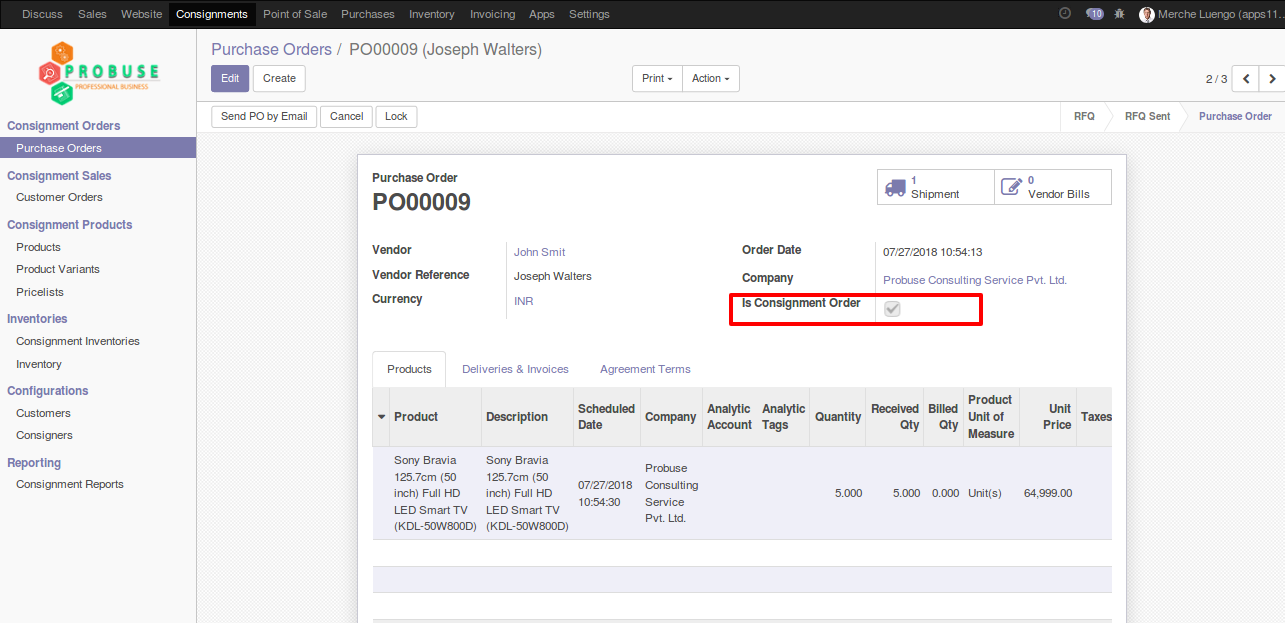 Discuss Sales Website Consignments Point of Sale Purchases Inventory Invoicing Apps Settings 10 Merche Luengo (apps11...
PROBUSE
PROFESSIONAL BUSINESS
Purchase Orders / PO00009 (Joseph Walters)
Edit Create Print Action 2 / 3
Send PO by Email Cancel Lock RFQ RFQ Sent Purchase Order
Consignment Orders
Purchase Orders
Consignment Sales
Customer Orders
Consignment Products
Products
Product Variants
Pricelists
Inventories
Consignment Inventories
Inventory
Configurations
Customers
Consigners
Reporting
Consignment Reports
Purchase Order
PO00009
1
Shipment
0
Vendor Bills
Vendor John Smit
Vendor Reference Joseph Walters
Currency INR
Order Date 07/27/2018 10:54:13
Company Probuse Consulting Service Pvt. Ltd.
Is Consignment Order
Products Deliveries & Invoices Agreement Terms
Product
Description
Scheduled
Date
Company
Analytic
Account
Analytic
Tags
Quantity
Received
Qty
Billed
Qty
Product
Unit of
Measure
Unit
Price
Taxes
Sony Bravia
125.7cm (50
inch) Full HD
LED Smart TV
(KDL-50W800D)
Sony Bravia
125.7cm (50
inch) Full HD
LED Smart TV
(KDL-50W800D)
07/27/2018
10:54:30
Probuse
Consulting
Service
Pvt. Ltd.
5.000
5.000
0.000
Unit(s)
64,999.00